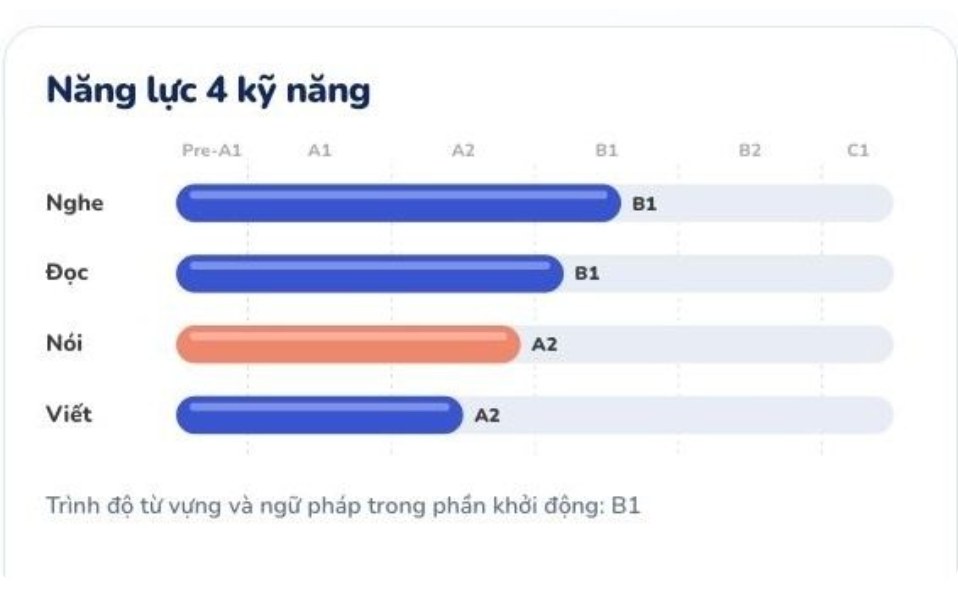 Năng lực 4 kỹ năng
Pre-A1 A1 A2 B1 B2 C1
Nghe B1
Đọc B1
Nói A2
Viết A2
Trình độ từ vựng và ngữ pháp trong phần khởi động: B1